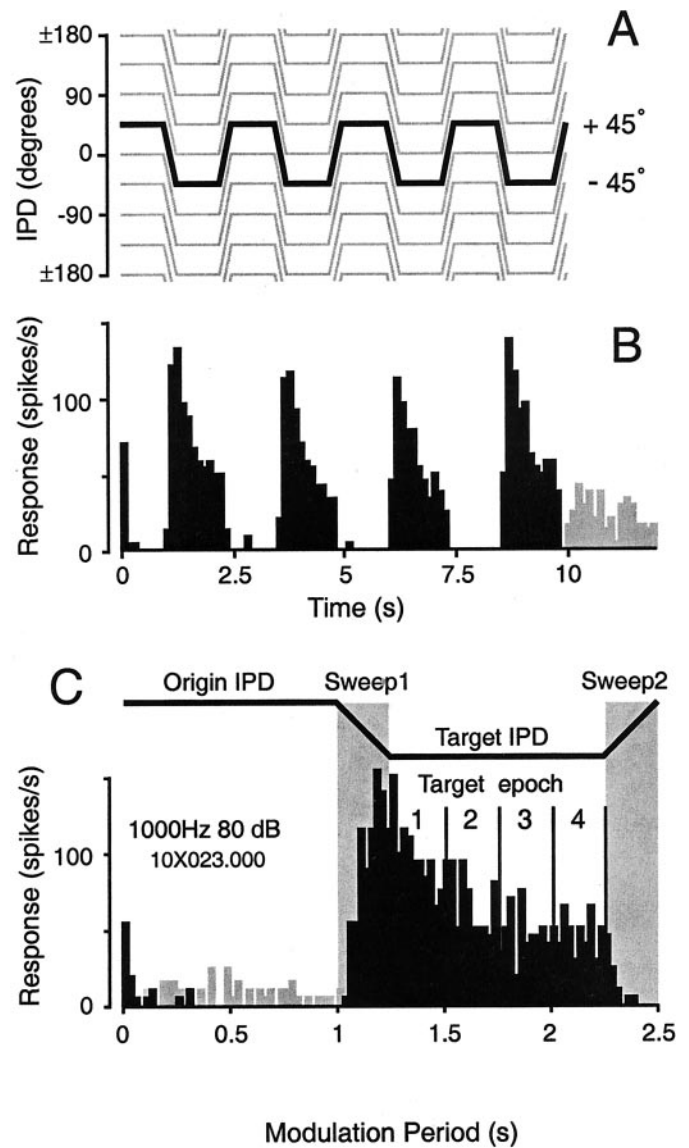 A
±180
90
0
-90
±180
IPD (degrees)
+ 45°
- 45°
B
100
0
Response (spikes/s)
0
2.5
5
7.5
10
Time (s)
C
Origin IPD
Sweep1
Sweep2
Target IPD
Target epoch
1
2
3
4
1000Hz 80 dB
10X023.000
100
0
Response (spikes/s)
0
0.5
1
1.5
2
2.5
Modulation Period (s)